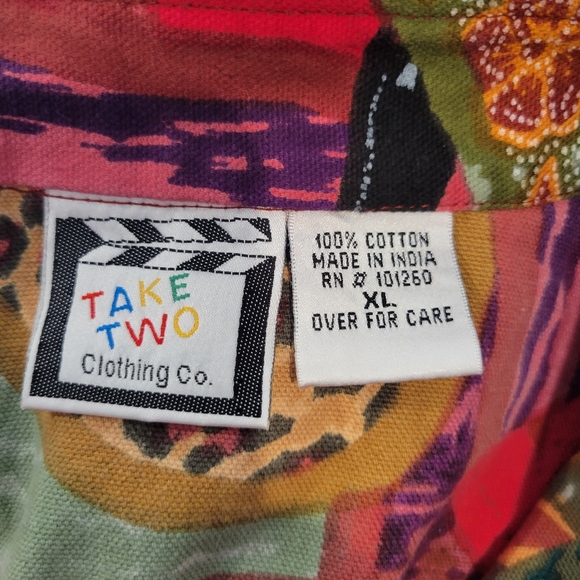 TAKE
TWO
Clothing Co.
100% COTTON
MADE IN INDIA
RN # 101260
XL
OVER FOR CARE